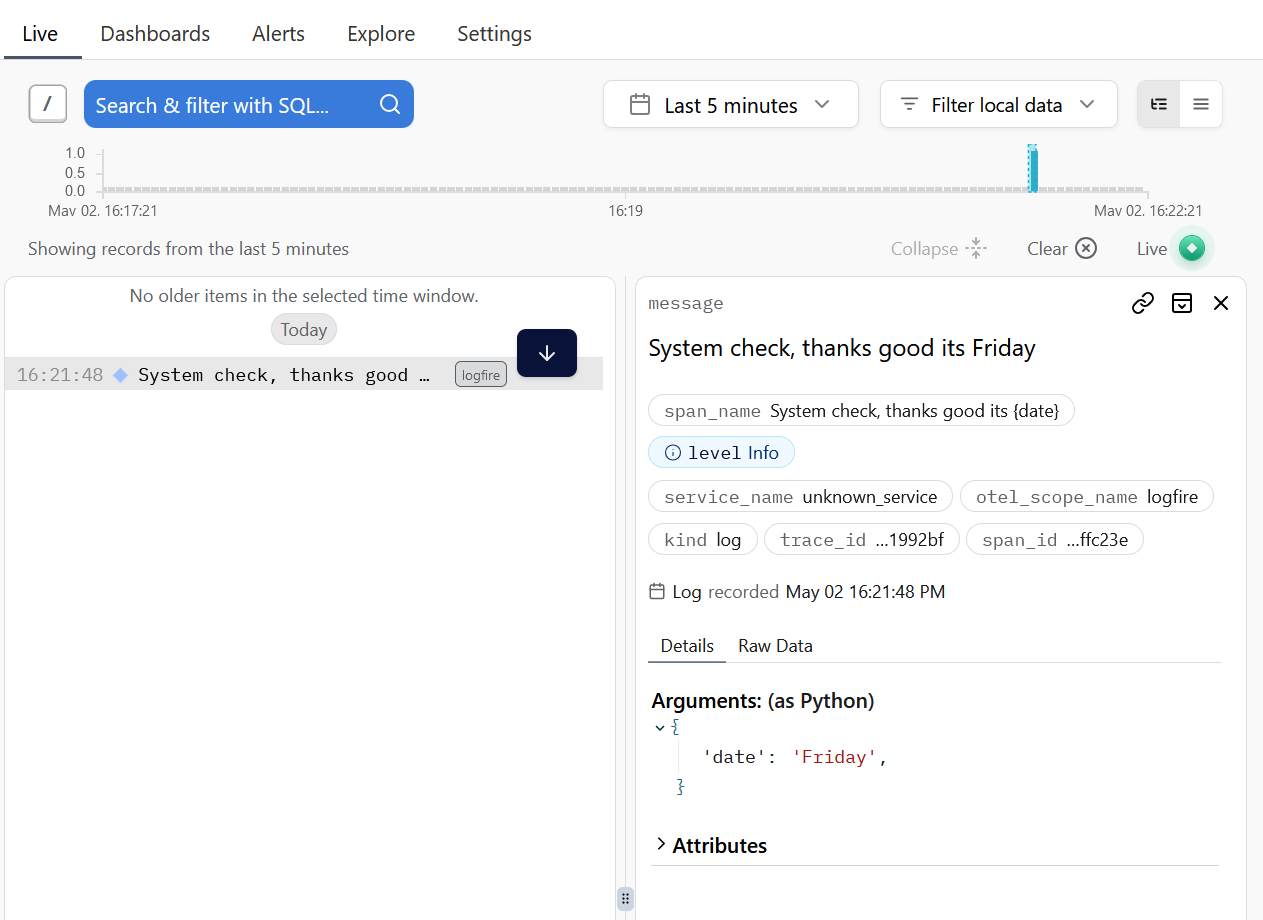 Live Dashboards Alerts Explore Settings
/ Search & filter with SQL... Last 5 minutes Filter local data
1.0
0.5
0.0
May 02, 16:17:21 16:19 May 02, 16:22:21
Showing records from the last 5 minutes Collapse Clear Live
No older items in the selected time window.
Today
16:21:48 System check, thanks good … logfire
message
System check, thanks good its Friday
span_name System check, thanks good its {date}
level Info
service_name unknown_service otel_scope_name logfire
kind log trace_id ...1992bf span_id ...ffc23e
Log recorded May 02 16:21:48 PM
Details Raw Data
Arguments: (as Python)
{
'date': 'Friday',
}
Attributes